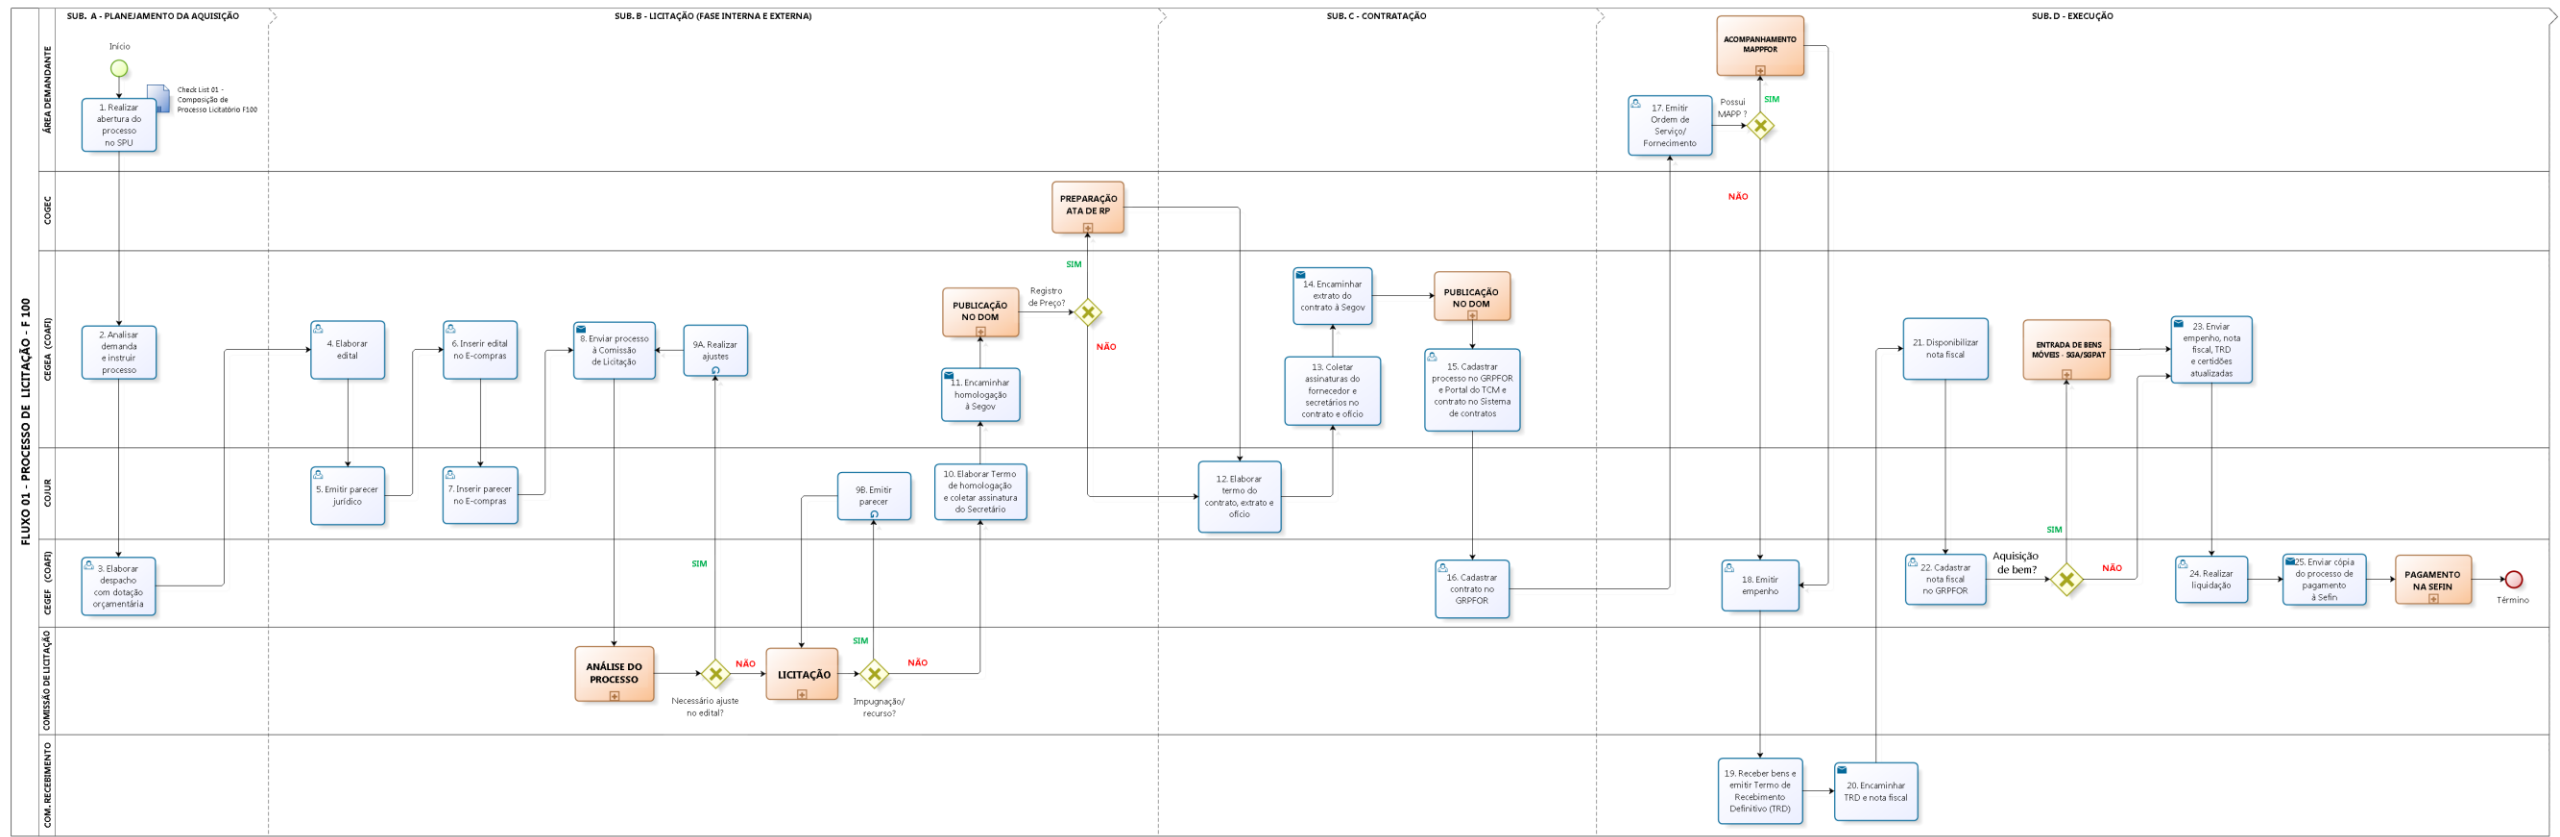 FLUXO 01 - PROCESSO DE LICITAÇÃO - F 100
SUB. A - PLANEJAMENTO DA AQUISIÇÃO
SUB. B - LICITAÇÃO (FASE INTERNA E EXTERNA)
SUB. C - CONTRATAÇÃO
SUB. D - EXECUÇÃO
ÁREA DEMANDANTE
Início
1. Realizar
abertura do
processo
no SPU
Check List 01 -
Composição de
Processo Licitatório F100
17. Emitir
Ordem de
Serviço/
Fornecimento
Possui
MAPP ?
SIM
ACOMPANHAMENTO
MAPPFOR
NÃO
COGEC
PREPARAÇÃO
ATA DE RP
CEGEA (COAFI)
2. Analisar
demanda
e instruir
processo
4. Elaborar
edital
6. Inserir edital
no E-compras
8. Enviar processo
à Comissão
de Licitação
9A. Realizar
ajustes
PUBLICAÇÃO
NO DOM
Registro
de Preço?
SIM
NÃO
11. Encaminhar
homologação
à Segov
14. Encaminhar
extrato do
contrato à Segov
PUBLICAÇÃO
NO DOM
13. Coletar
assinaturas do
fornecedor e
secretários no
contrato e ofício
15. Cadastrar
processo no GRPFOR
e Portal do TCM e
contrato no Sistema
de contratos
21. Disponibilizar
nota fiscal
ENTRADA DE BENS
MÓVEIS - SGA/SGPAT
23. Enviar
empenho, nota
fiscal, TRD
e certidões
atualizadas
COJUR
5. Emitir parecer
jurídico
7. Inserir parecer
no E-compras
9B. Emitir
parecer
10. Elaborar Termo
de homologação
e coletar assinatura
do Secretário
12. Elaborar
termo do
contrato, extrato e
ofício
SIM
CEGEF (COAFI)
3. Elaborar
despacho
com dotação
orçamentária
SIM
16. Cadastrar
contrato no
GRPFOR
18. Emitir
empenho
22. Cadastrar
nota fiscal
no GRPFOR
Aquisição
de bem?
NÃO
24. Realizar
liquidação
25. Enviar cópia
do processo de
pagamento
à Sefin
PAGAMENTO
NA SEFIN
Término
COMISSÃO DE LICITAÇÃO
ANÁLISE DO
PROCESSO
NÃO
Necessário ajuste
no edital?
LICITAÇÃO
SIM
NÃO
Impugnação/
recurso?
COM. RECEBIMENTO
19. Receber bens e
emitir Termo de
Recebimento
Definitivo (TRD)
20. Encaminhar
TRD e nota fiscal